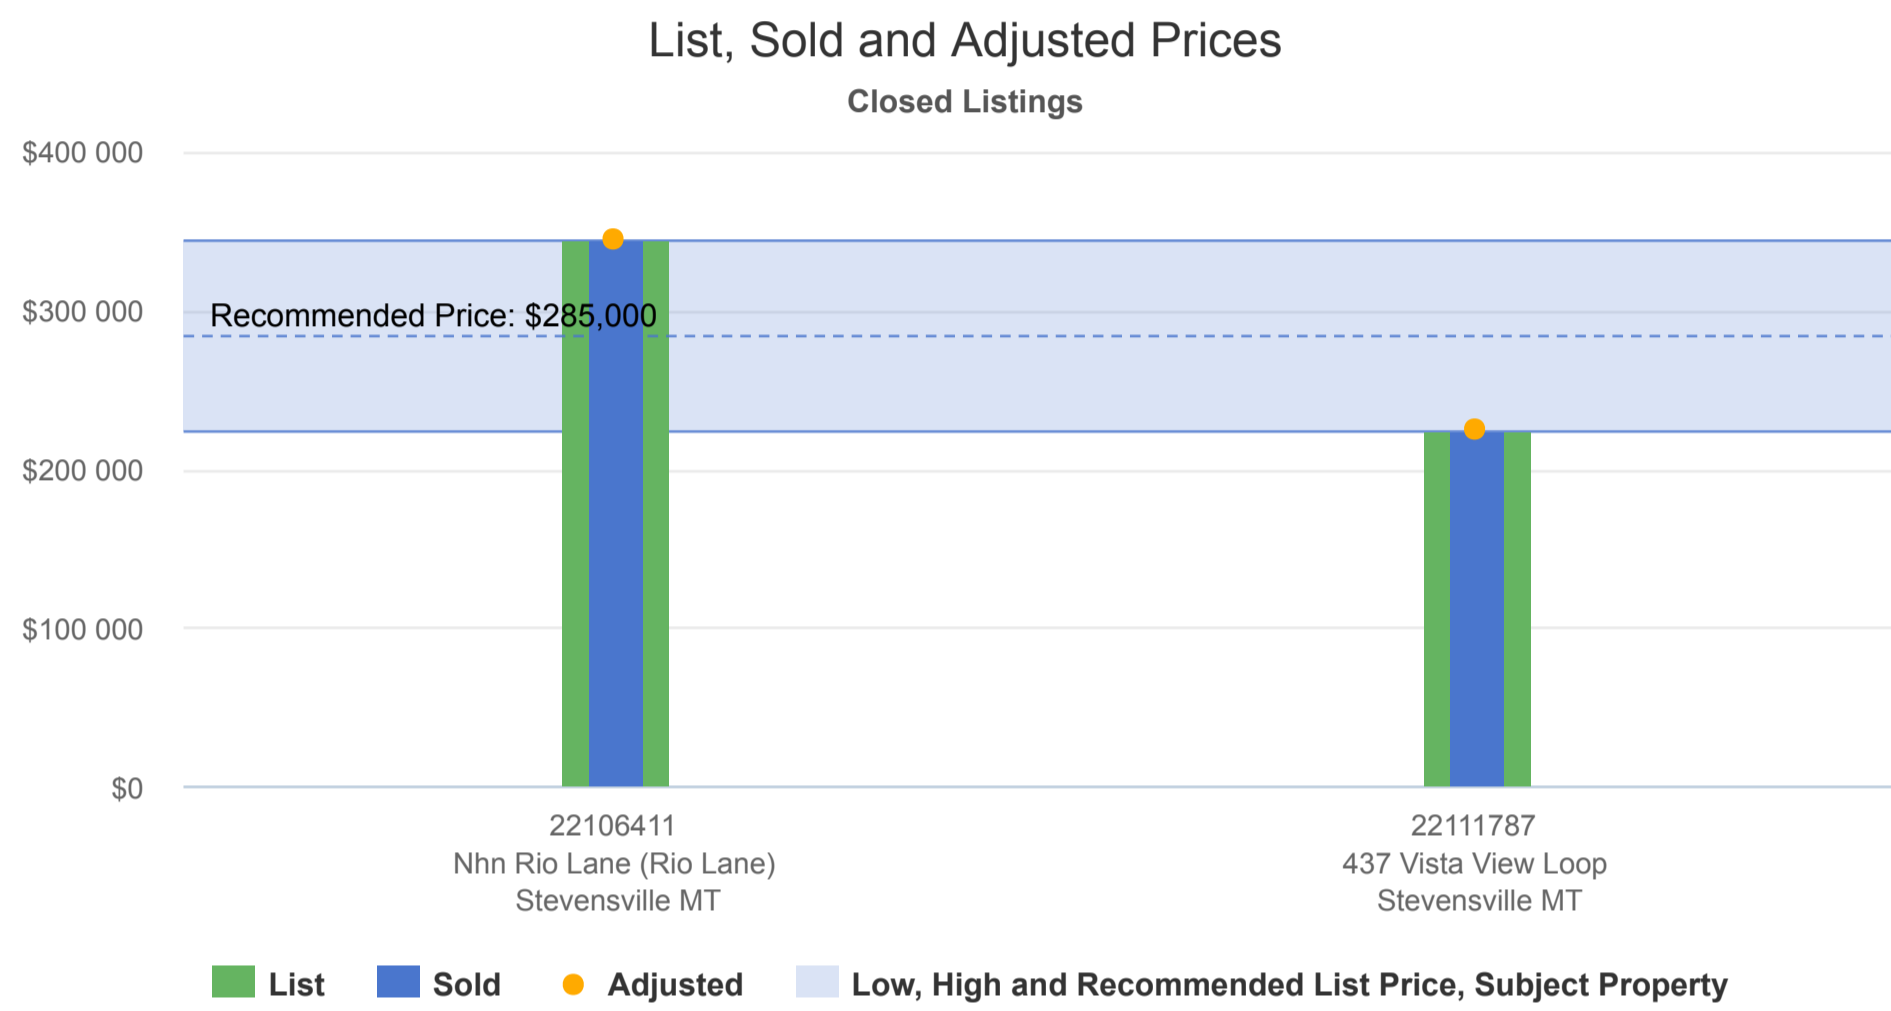 List, Sold and Adjusted Prices
Closed Listings
$400 000
$300 000
Recommended Price: $285,000
$200 000
$100 000
$0
22106411
Nhn Rio Lane (Rio Lane)
Stevensville MT
22111787
437 Vista View Loop
Stevensville MT
List
Sold
Adjusted
Low, High and Recommended List Price, Subject Property